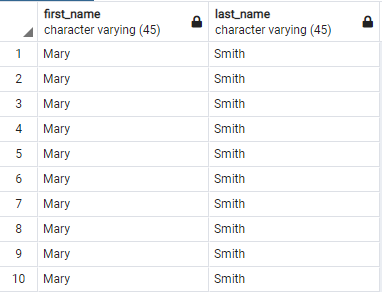 first_name last_name
character varying (45) character varying (45)
1 Mary Smith
2 Mary Smith
3 Mary Smith
4 Mary Smith
5 Mary Smith
6 Mary Smith
7 Mary Smith
8 Mary Smith
9 Mary Smith
10 Mary Smith